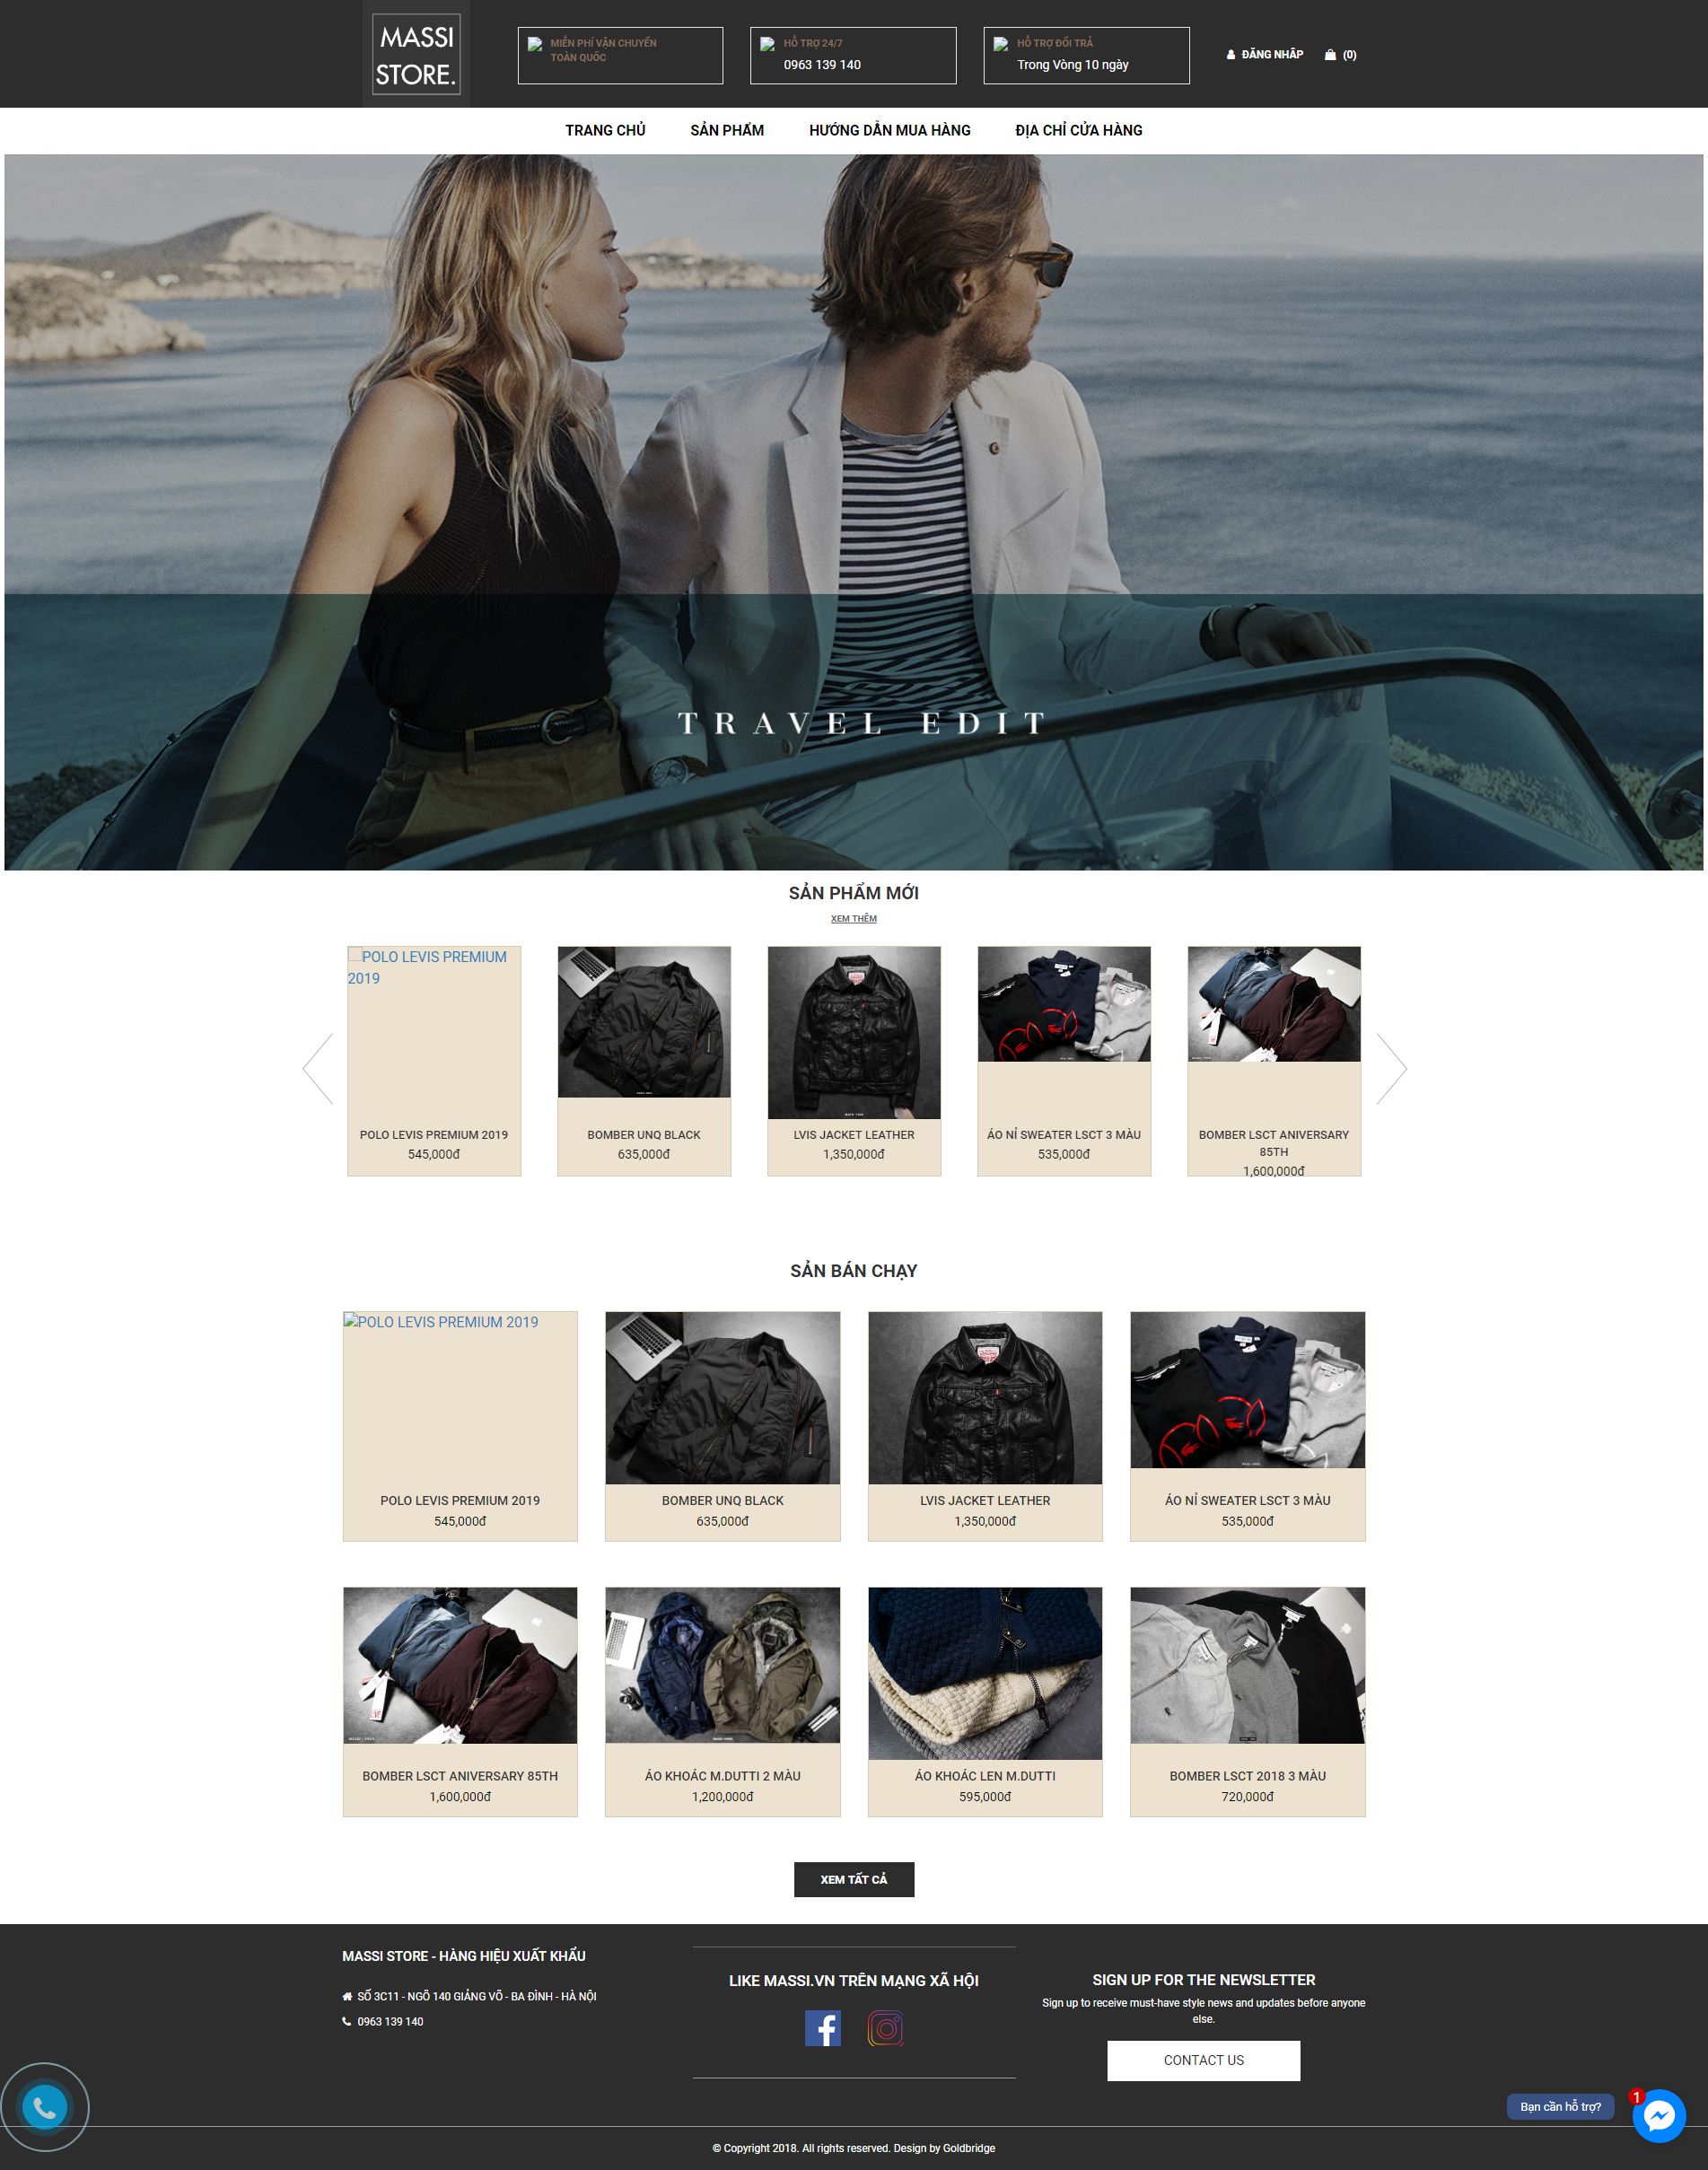 MASSI
STORE.
MIỄN PHÍ VẬN CHUYỂN
TOÀN QUỐC
HỖ TRỢ 24/7
0963 139 140
HỖ TRỢ ĐỔI TRẢ
Trong Vòng 10 ngày
ĐĂNG NHẬP
(0)
TRANG CHỦ
SẢN PHẨM
HƯỚNG DẪN MUA HÀNG
ĐỊA CHỈ CỬA HÀNG
TRAVEL EDIT
SẢN PHẨM MỚI
XEM THÊM
POLO LEVIS PREMIUM
2019
POLO LEVIS PREMIUM 2019
545,000đ
BOMBER UNQ BLACK
635,000đ
LVIS JACKET LEATHER
1,350,000đ
ÁO NỈ SWEATER LSCT 3 MÀU
535,000đ
BOMBER LSCT ANIVERSARY
85TH
1,600,000đ
SẢN BÁN CHẠY
POLO LEVIS PREMIUM 2019
POLO LEVIS PREMIUM 2019
545,000đ
BOMBER UNQ BLACK
635,000đ
LVIS JACKET LEATHER
1,350,000đ
ÁO NỈ SWEATER LSCT 3 MÀU
535,000đ
BOMBER LSCT ANIVERSARY 85TH
1,600,000đ
ÁO KHOÁC M.DUTTI 2 MÀU
1,200,000đ
ÁO KHOÁC LEN M.DUTTI
595,000đ
BOMBER LSCT 2018 3 MÀU
720,000đ
XEM TẤT CẢ
MASSI STORE - HÀNG HIỆU XUẤT KHẨU
SỐ 3C11 - NGÕ 140 GIẢNG VÕ - BA ĐÌNH - HÀ NỘI
0963 139 140
LIKE MASSI.VN TRÊN MẠNG XÃ HỘI
SIGN UP FOR THE NEWSLETTER
Sign up to receive must-have style news and updates before anyone
else.
CONTACT US
Bạn cần hỗ trợ?
1
© Copyright 2018. All rights reserved. Design by Goldbridge